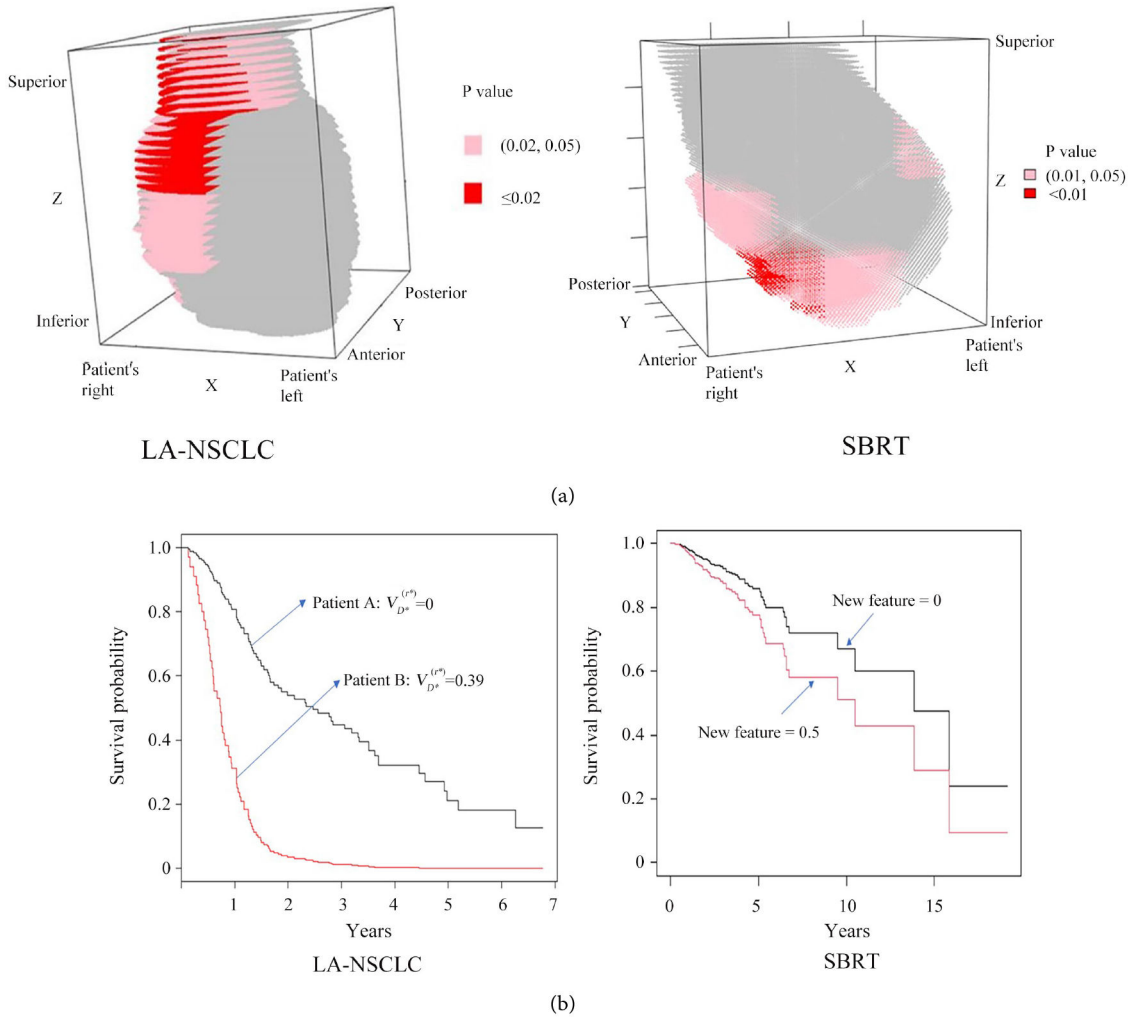 Superior
Z
Inferior
Patient's
right
X
Patient's
left
Anterior
Y
Posterior
P value
(0.02, 0.05)
≤0.02
LA-NSCLC
Superior
P value
Z
(0.01, 0.05)
<0.01
Posterior
Y
Anterior
Patient's
right
X
Inferior
Patient's
left
SBRT
(a)
Survival probability
1.0
0.8
0.6
0.4
0.2
0
Patient A: V_{D*}^{(r*)}=0
Patient B: V_{D*}^{(r*)}=0.39
1 2 3 4 5 6 7
Years
LA-NSCLC
Survival probability
1.0
0.8
0.6
0.4
0.2
0
New feature = 0
New feature = 0.5
0 5 10 15
Years
SBRT
(b)